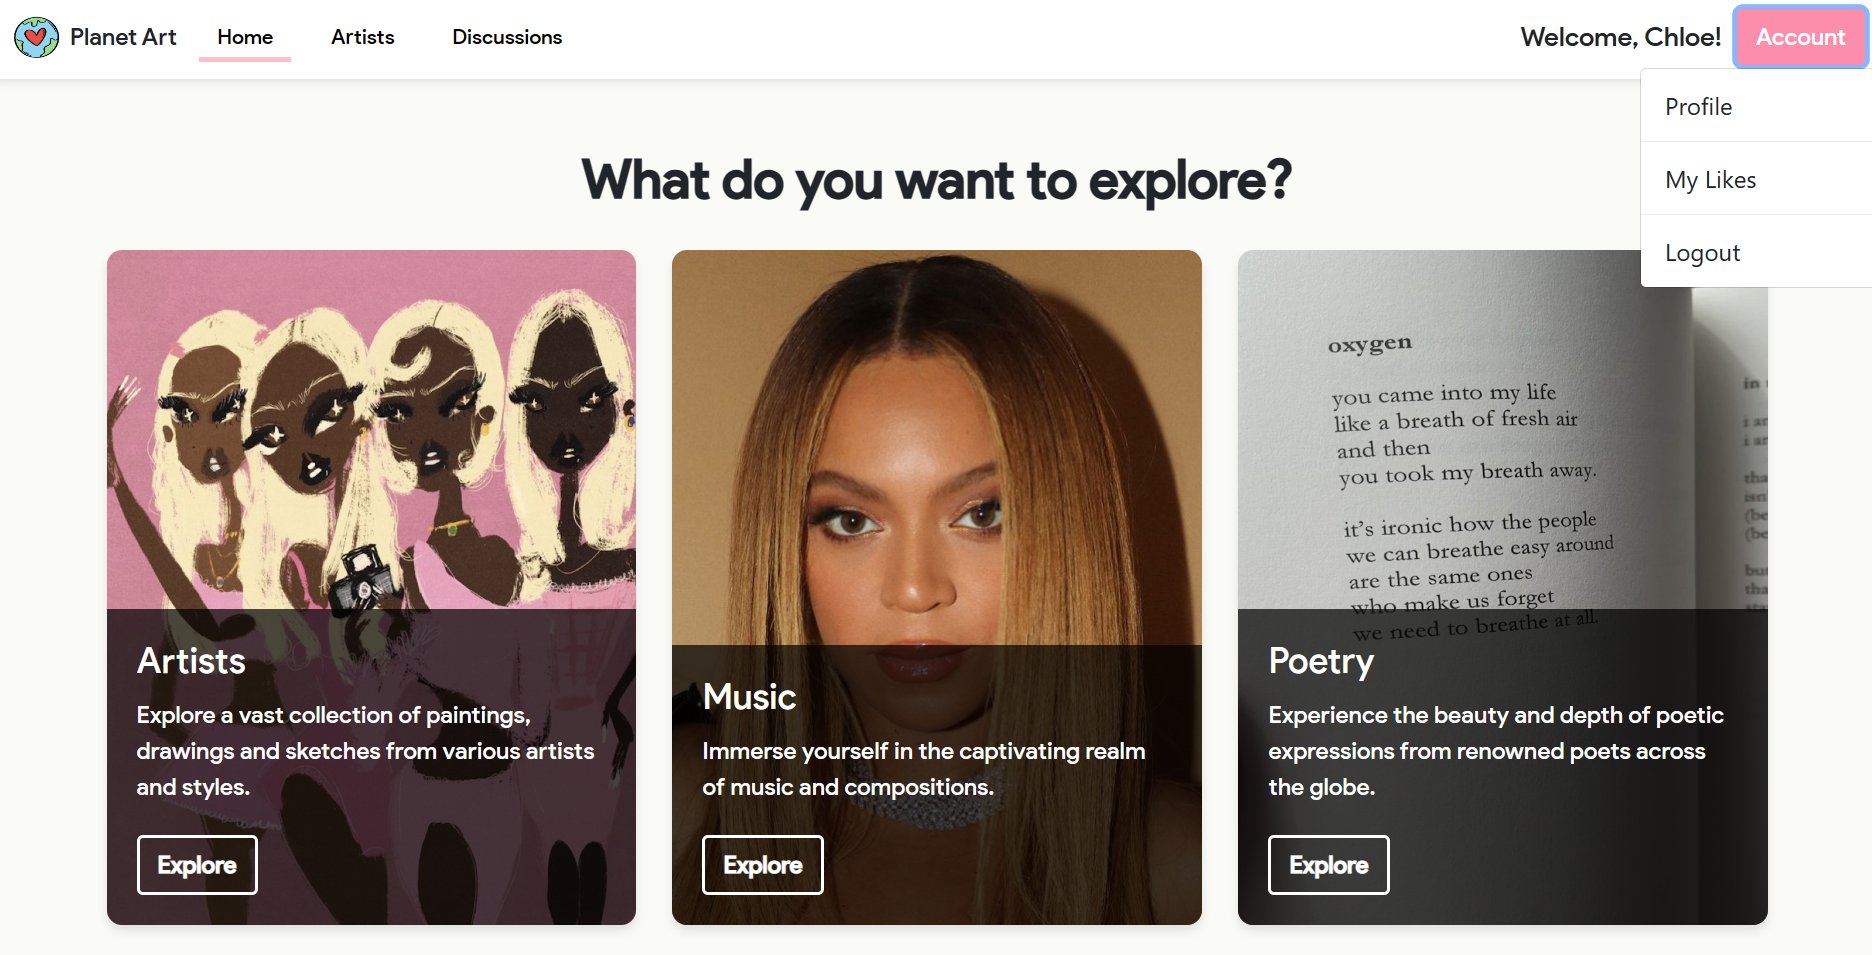 Planet Art
Home
Artists
Discussions
Welcome, Chloe!
Account
Profile
My Likes
Logout
What do you want to explore?
Artists
Explore a vast collection of paintings,
drawings and sketches from various artists
and styles.
Explore
Music
Immerse yourself in the captivating realm
of music and compositions.
Explore
oxygen
you came into my life
like a breath of fresh air
and then
you took my breath away.
it's ironic how the people
we can breathe easy around
are the same ones
who make us forget
we need to breathe at all.
in
i
i
Poetry
Experience the beauty and depth of poetic
expressions from renowned poets across
the globe.
Explore